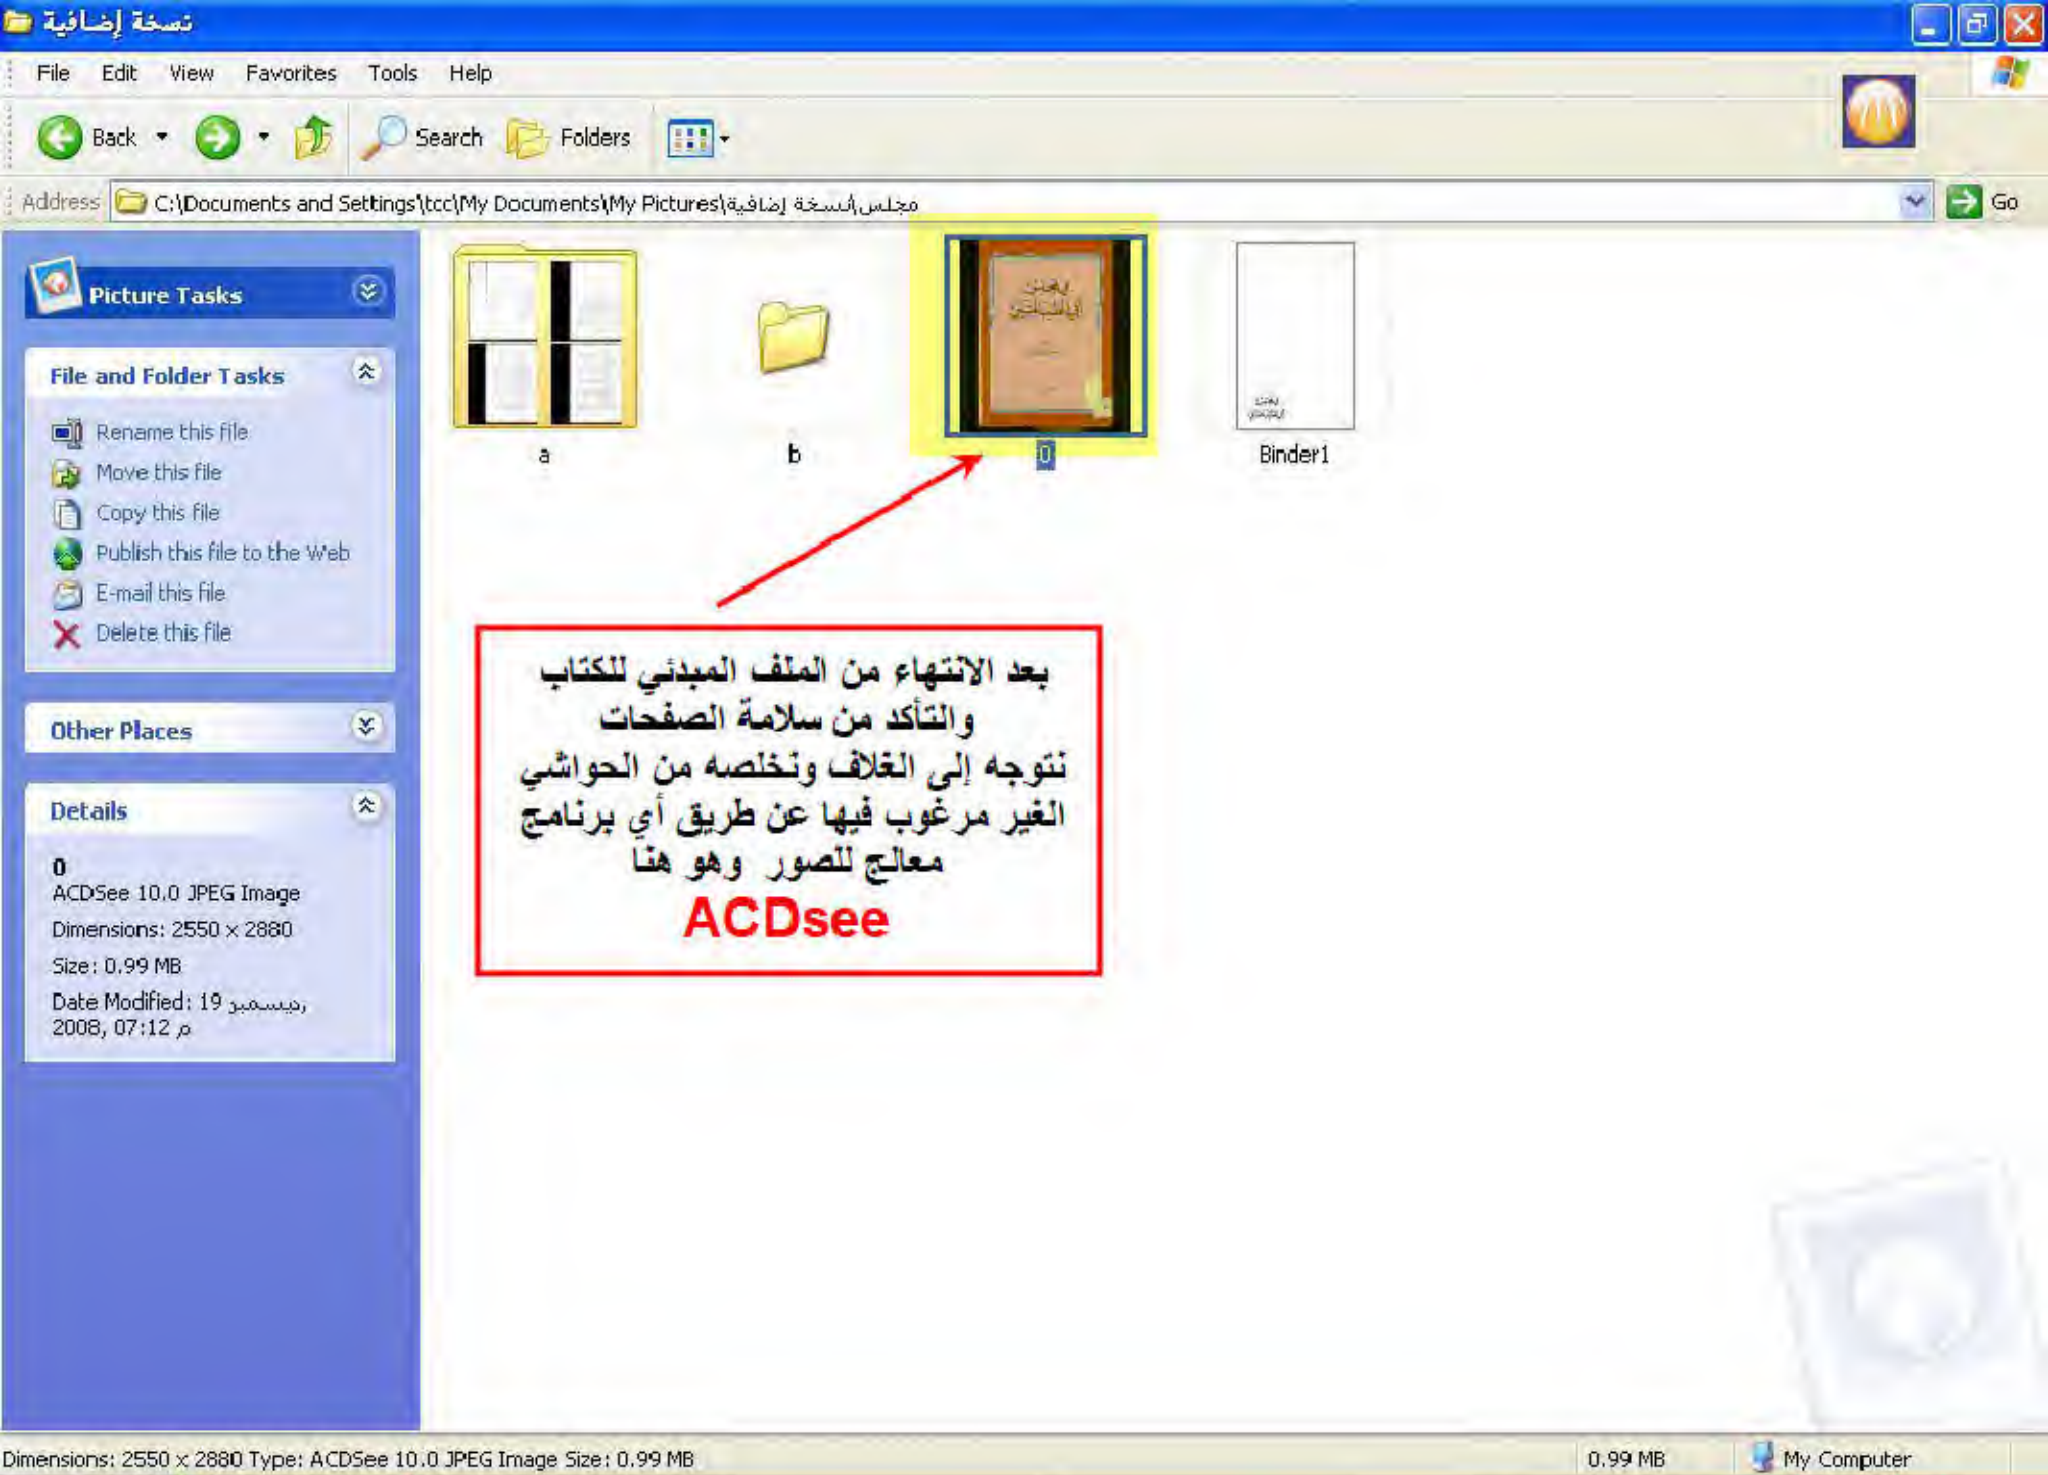 نسخة إضافية
File Edit View Favorites Tools Help
Back Search Folders
Address C:\Documents and Settings\tcc\My Documents\My Pictures\مجلس\نسخة إضافية Go
Picture Tasks
File and Folder Tasks
Rename this file
Move this file
Copy this file
Publish this file to the Web
E-mail this file
Delete this file
Other Places
Details
0
ACDSee 10.0 JPEG Image
Dimensions: 2550 x 2880
Size: 0.99 MB
Date Modified: 19 ديسمبر,
2008, 07:12 م
a b 0 Binder1
بعد الانتهاء من الملف المبدئي للكتاب
والتأكد من سلامة الصفحات
نتوجه إلى الغلاف ونخلصه من الحواشي
الغير مرغوب فيها عن طريق أي برنامج
معالج للصور وهو هنا
ACDsee
Dimensions: 2550 x 2880 Type: ACDSee 10.0 JPEG Image Size: 0.99 MB 0.99 MB My Computer